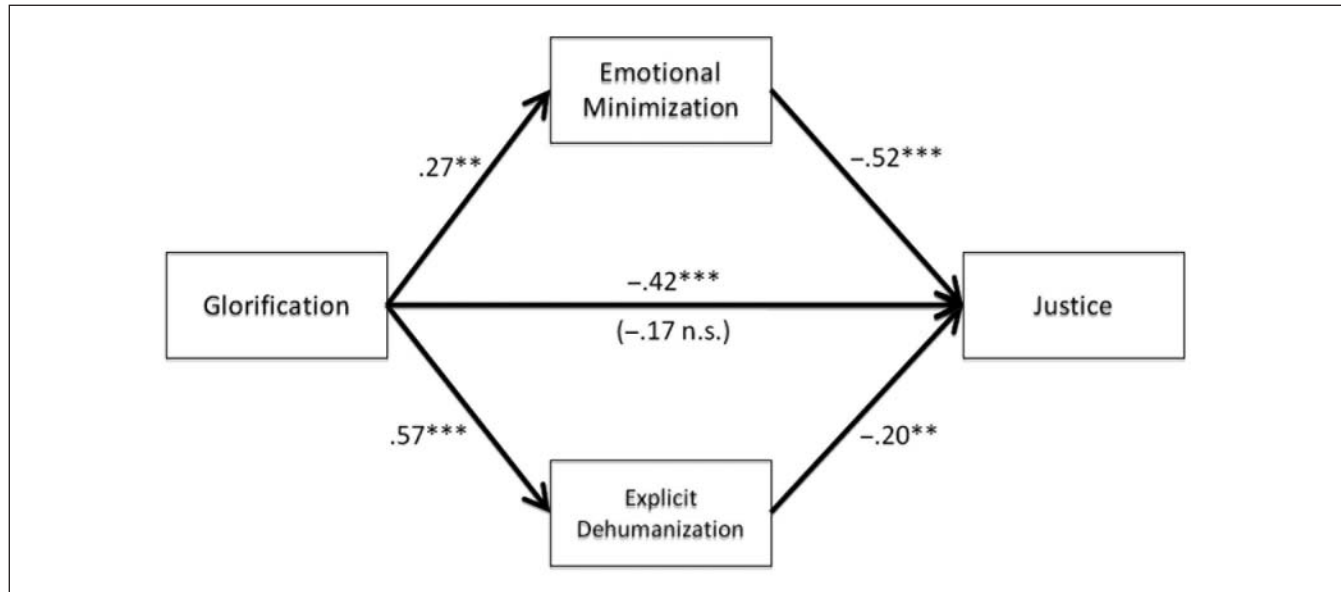 Emotional
Minimization
.27**
–.52***
Glorification
–.42***
(–.17 n.s.)
Justice
.57***
–.20**
Explicit
Dehumanization